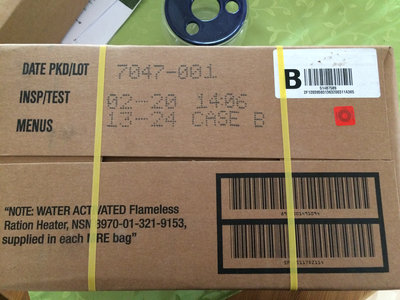 DATE PKD/LOT 7047-001
INSP/TEST 02-20 1406
MENUS 13-24 CASE B
B
"NOTE: WATER ACTIVATED Flameless
Ration Heater, NSN 8970-01-321-9153,
supplied in each MRE bag"